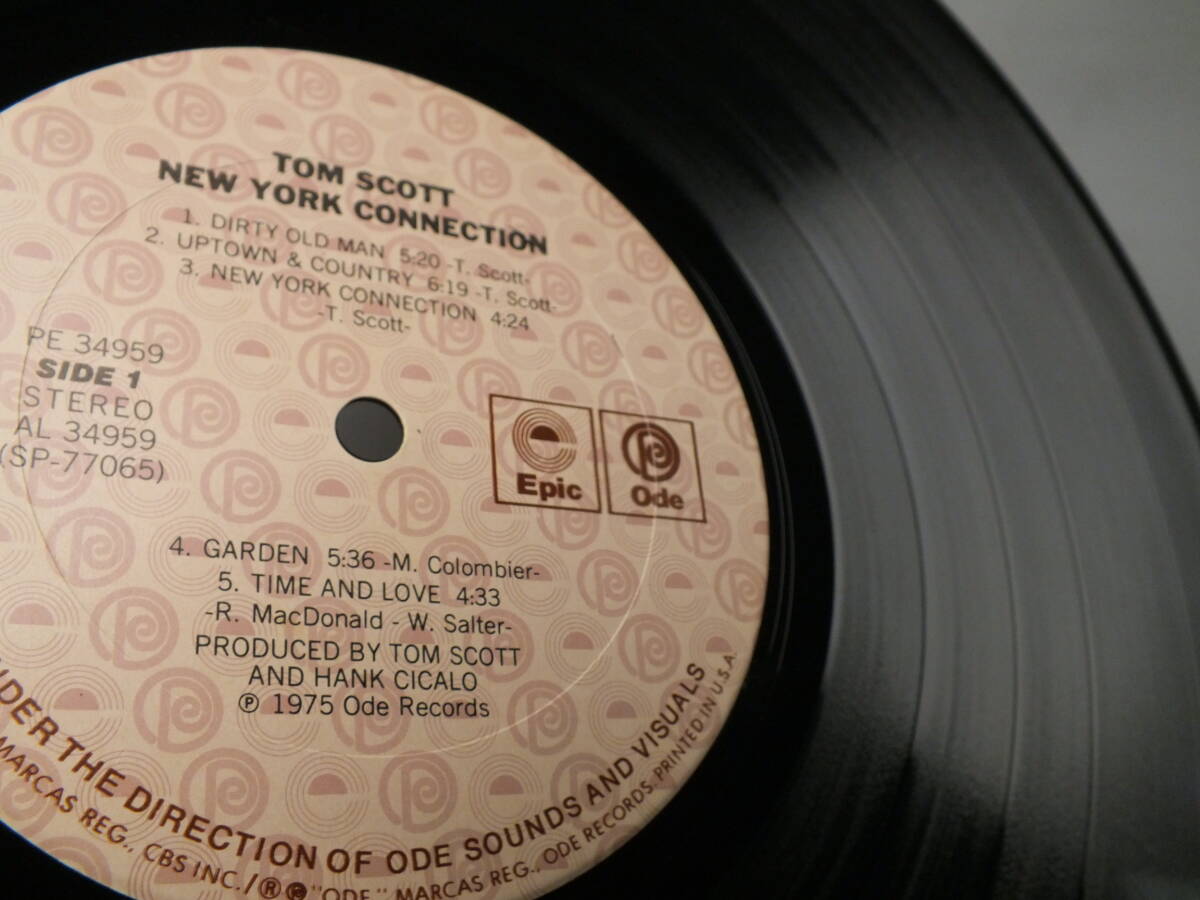 TOM SCOTT
NEW YORK CONNECTION
1. DIRTY OLD MAN 5:20 -T. Scott-
2. UPTOWN & COUNTRY 6:19 -T. Scott-
3. NEW YORK CONNECTION 4:24
-T. Scott-
PE 34959
SIDE 1
STEREO
AL 34959
(SP-77065)
Epic
Ode
4. GARDEN 5:36 -M. Colombier-
5. TIME AND LOVE 4:33
-R. MacDonald - W. Salter-
PRODUCED BY TOM SCOTT
AND HANK CICALO
℗ 1975 Ode Records
THE DIRECTION OF ODE SOUNDS AND VISUALS
MARCAS REG., CBS INC./® "ODE" MARCAS REG., ODE RECORDS. PRINTED IN U.S.A.